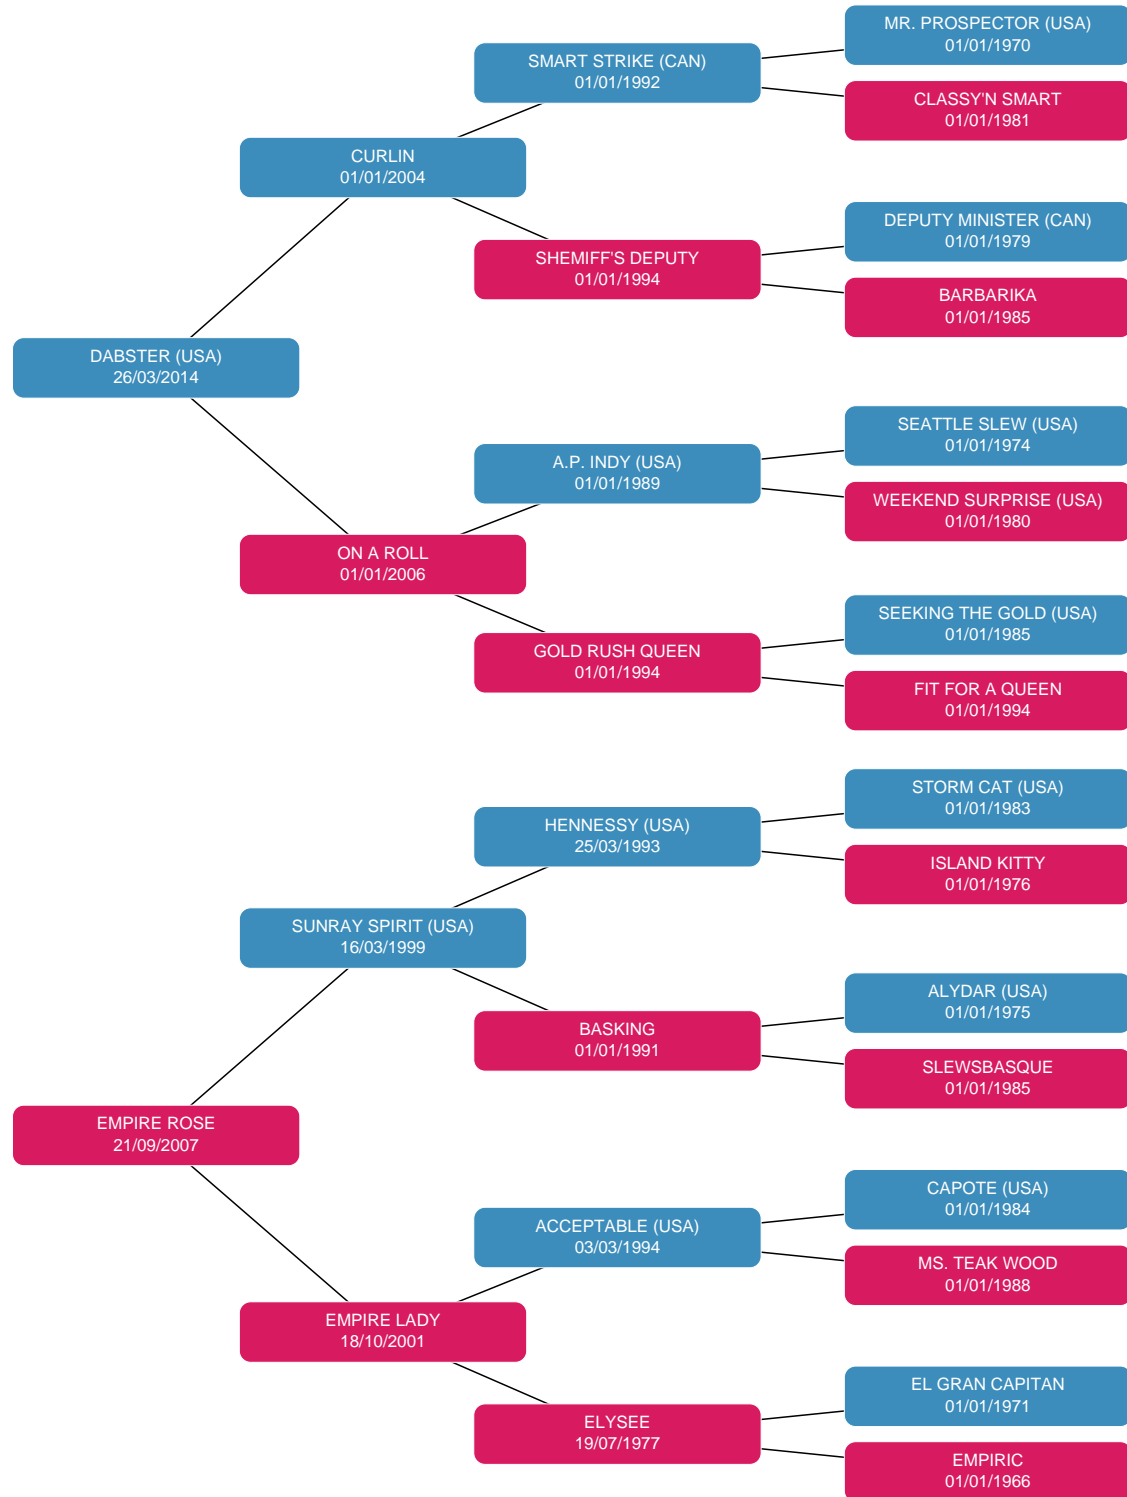 MR. PROSPECTOR (USA)
01/01/1970
SMART STRIKE (CAN)
01/01/1992
CLASSY'N SMART
01/01/1981
CURLIN
01/01/2004
DEPUTY MINISTER (CAN)
01/01/1979
SHEMIFF'S DEPUTY
01/01/1994
BARBARIKA
01/01/1985
DABSTER (USA)
26/03/2014
SEATTLE SLEW (USA)
01/01/1974
A.P. INDY (USA)
01/01/1989
WEEKEND SURPRISE (USA)
01/01/1980
ON A ROLL
01/01/2006
SEEKING THE GOLD (USA)
01/01/1985
GOLD RUSH QUEEN
01/01/1994
FIT FOR A QUEEN
01/01/1994
STORM CAT (USA)
01/01/1983
HENNESSY (USA)
25/03/1993
ISLAND KITTY
01/01/1976
SUNRAY SPIRIT (USA)
16/03/1999
ALYDAR (USA)
01/01/1975
BASKING
01/01/1991
SLEWSBASQUE
01/01/1985
EMPIRE ROSE
21/09/2007
CAPOTE (USA)
01/01/1984
ACCEPTABLE (USA)
03/03/1994
MS. TEAK WOOD
01/01/1988
EMPIRE LADY
18/10/2001
EL GRAN CAPITAN
01/01/1971
ELYSEE
19/07/1977
EMPIRIC
01/01/1966